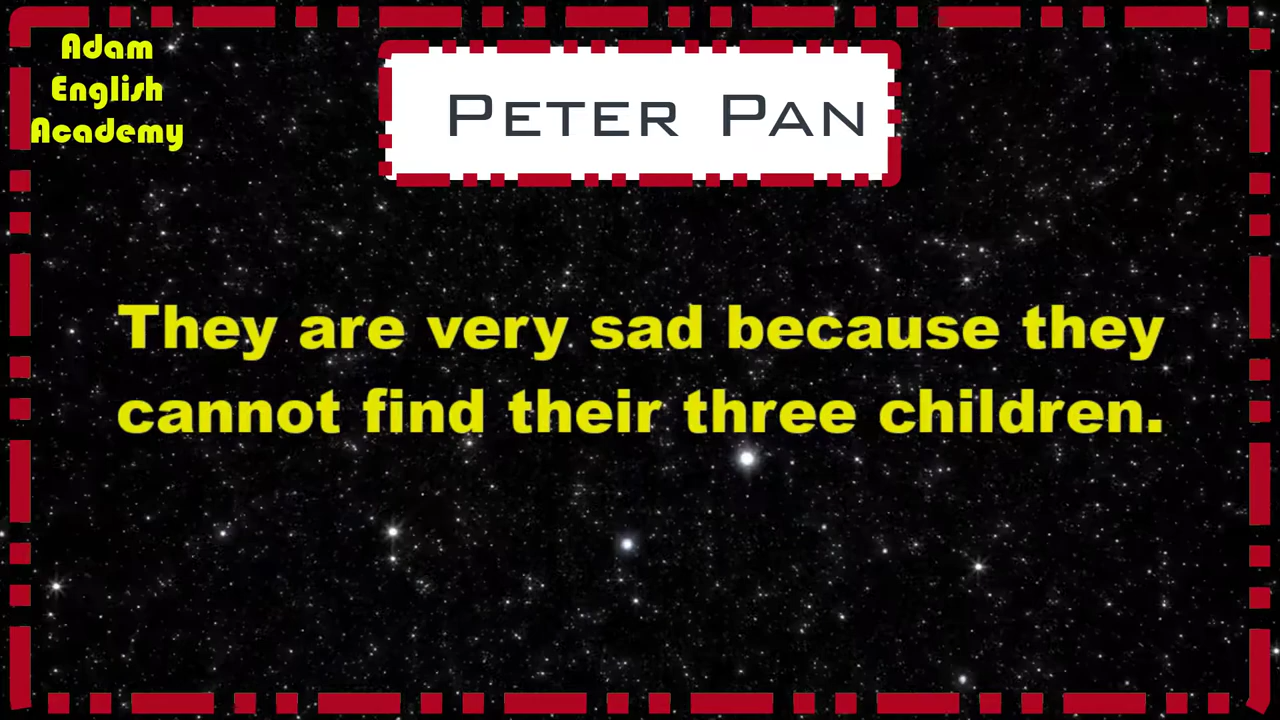 Adam
English
Academy
PETER PAN
They are very sad because they
cannot find their three children.